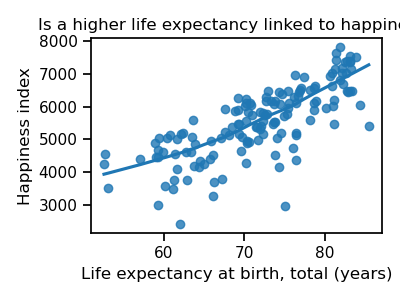 Is a higher life expectancy linked to happine
8000
7000
6000
5000
4000
3000
Happiness index
60 70 80
Life expectancy at birth, total (years)